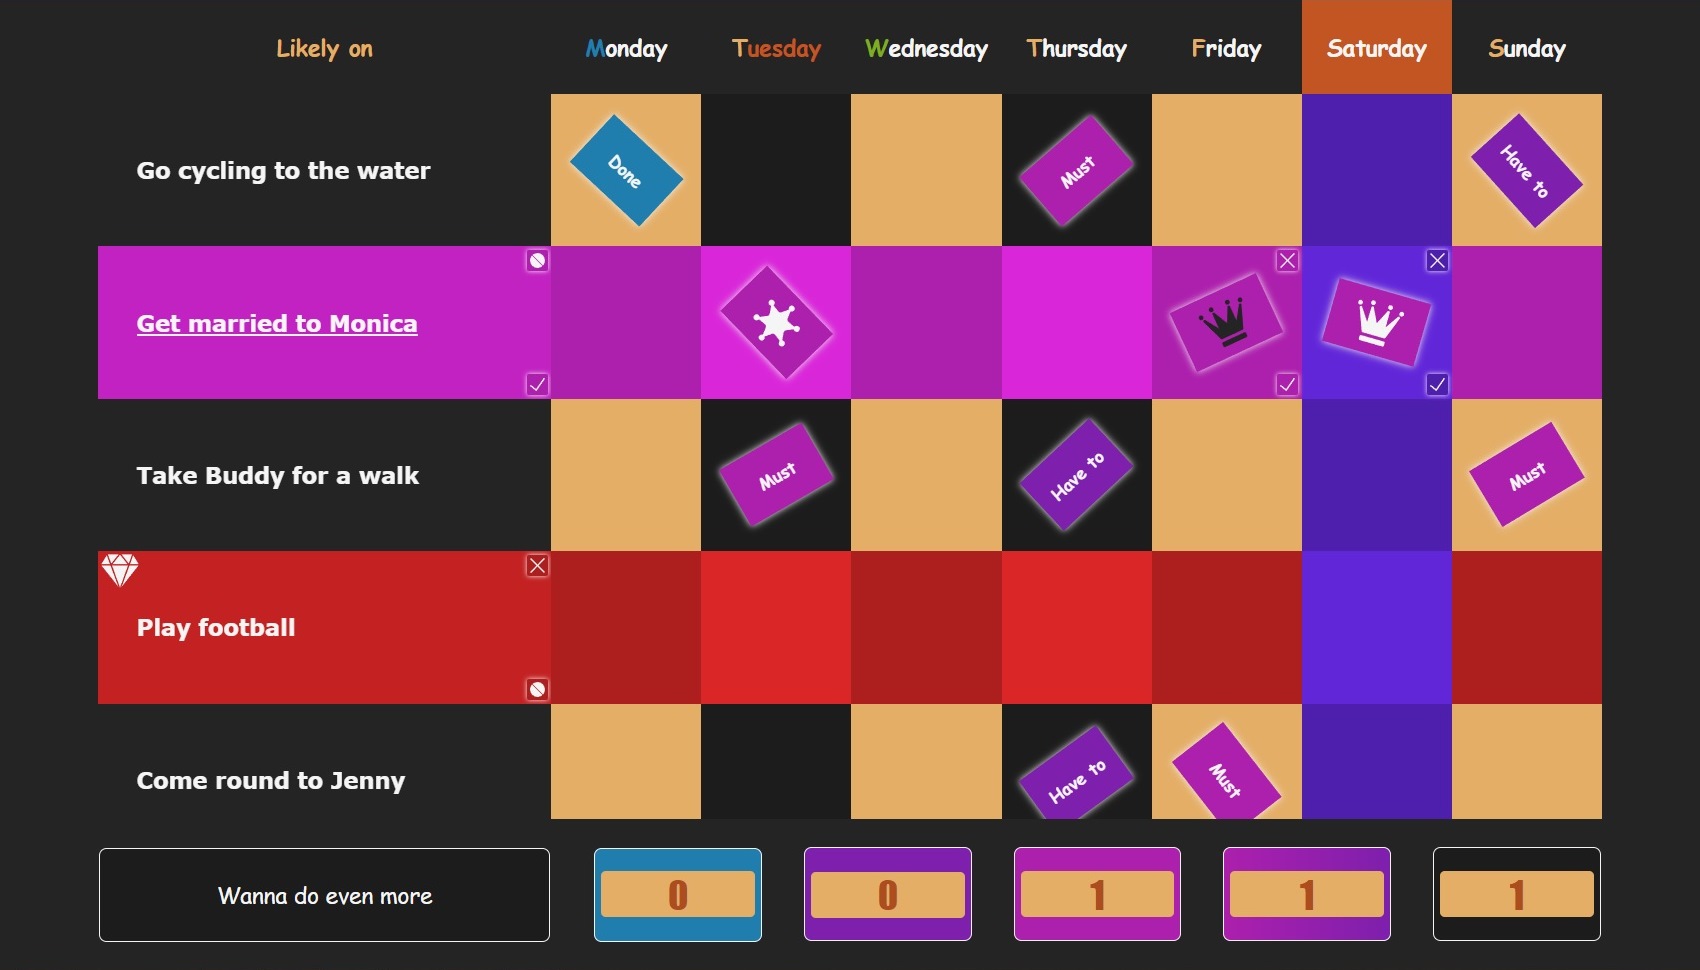 Likely on
Monday
Tuesday
Wednesday
Thursday
Friday
Saturday
Sunday
Go cycling to the water
Done
Must
Have to
Get married to Monica
Take Buddy for a walk
Must
Have to
Must
Play football
Come round to Jenny
Have to
Must
Wanna do even more
0
0
1
1
1